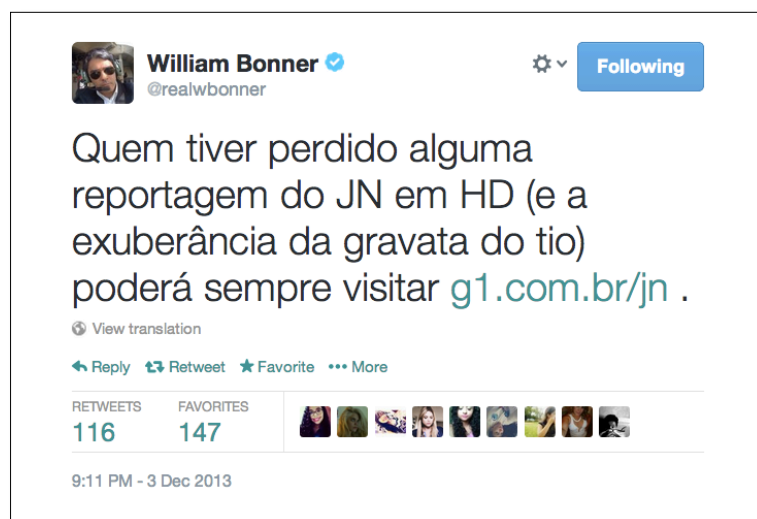 William Bonner
@realwbonner
Following
Quem tiver perdido alguma
reportagem do JN em HD (e a
exuberância da gravata do tio)
poderá sempre visitar g1.com.br/jn .
View translation
Reply Retweet Favorite More
RETWEETS FAVORITES
116 147
9:11 PM - 3 Dec 2013